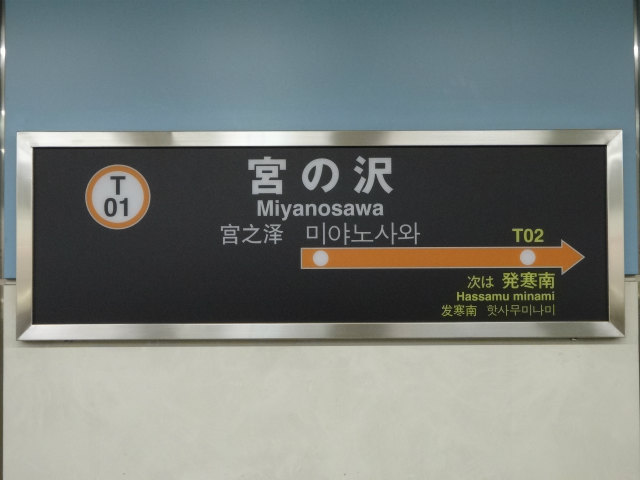 T
01
宮の沢
Miyanosawa
宫之泽 미야노사와
T02
次は 発寒南
Hassamu minami
发寒南 핫사무미나미